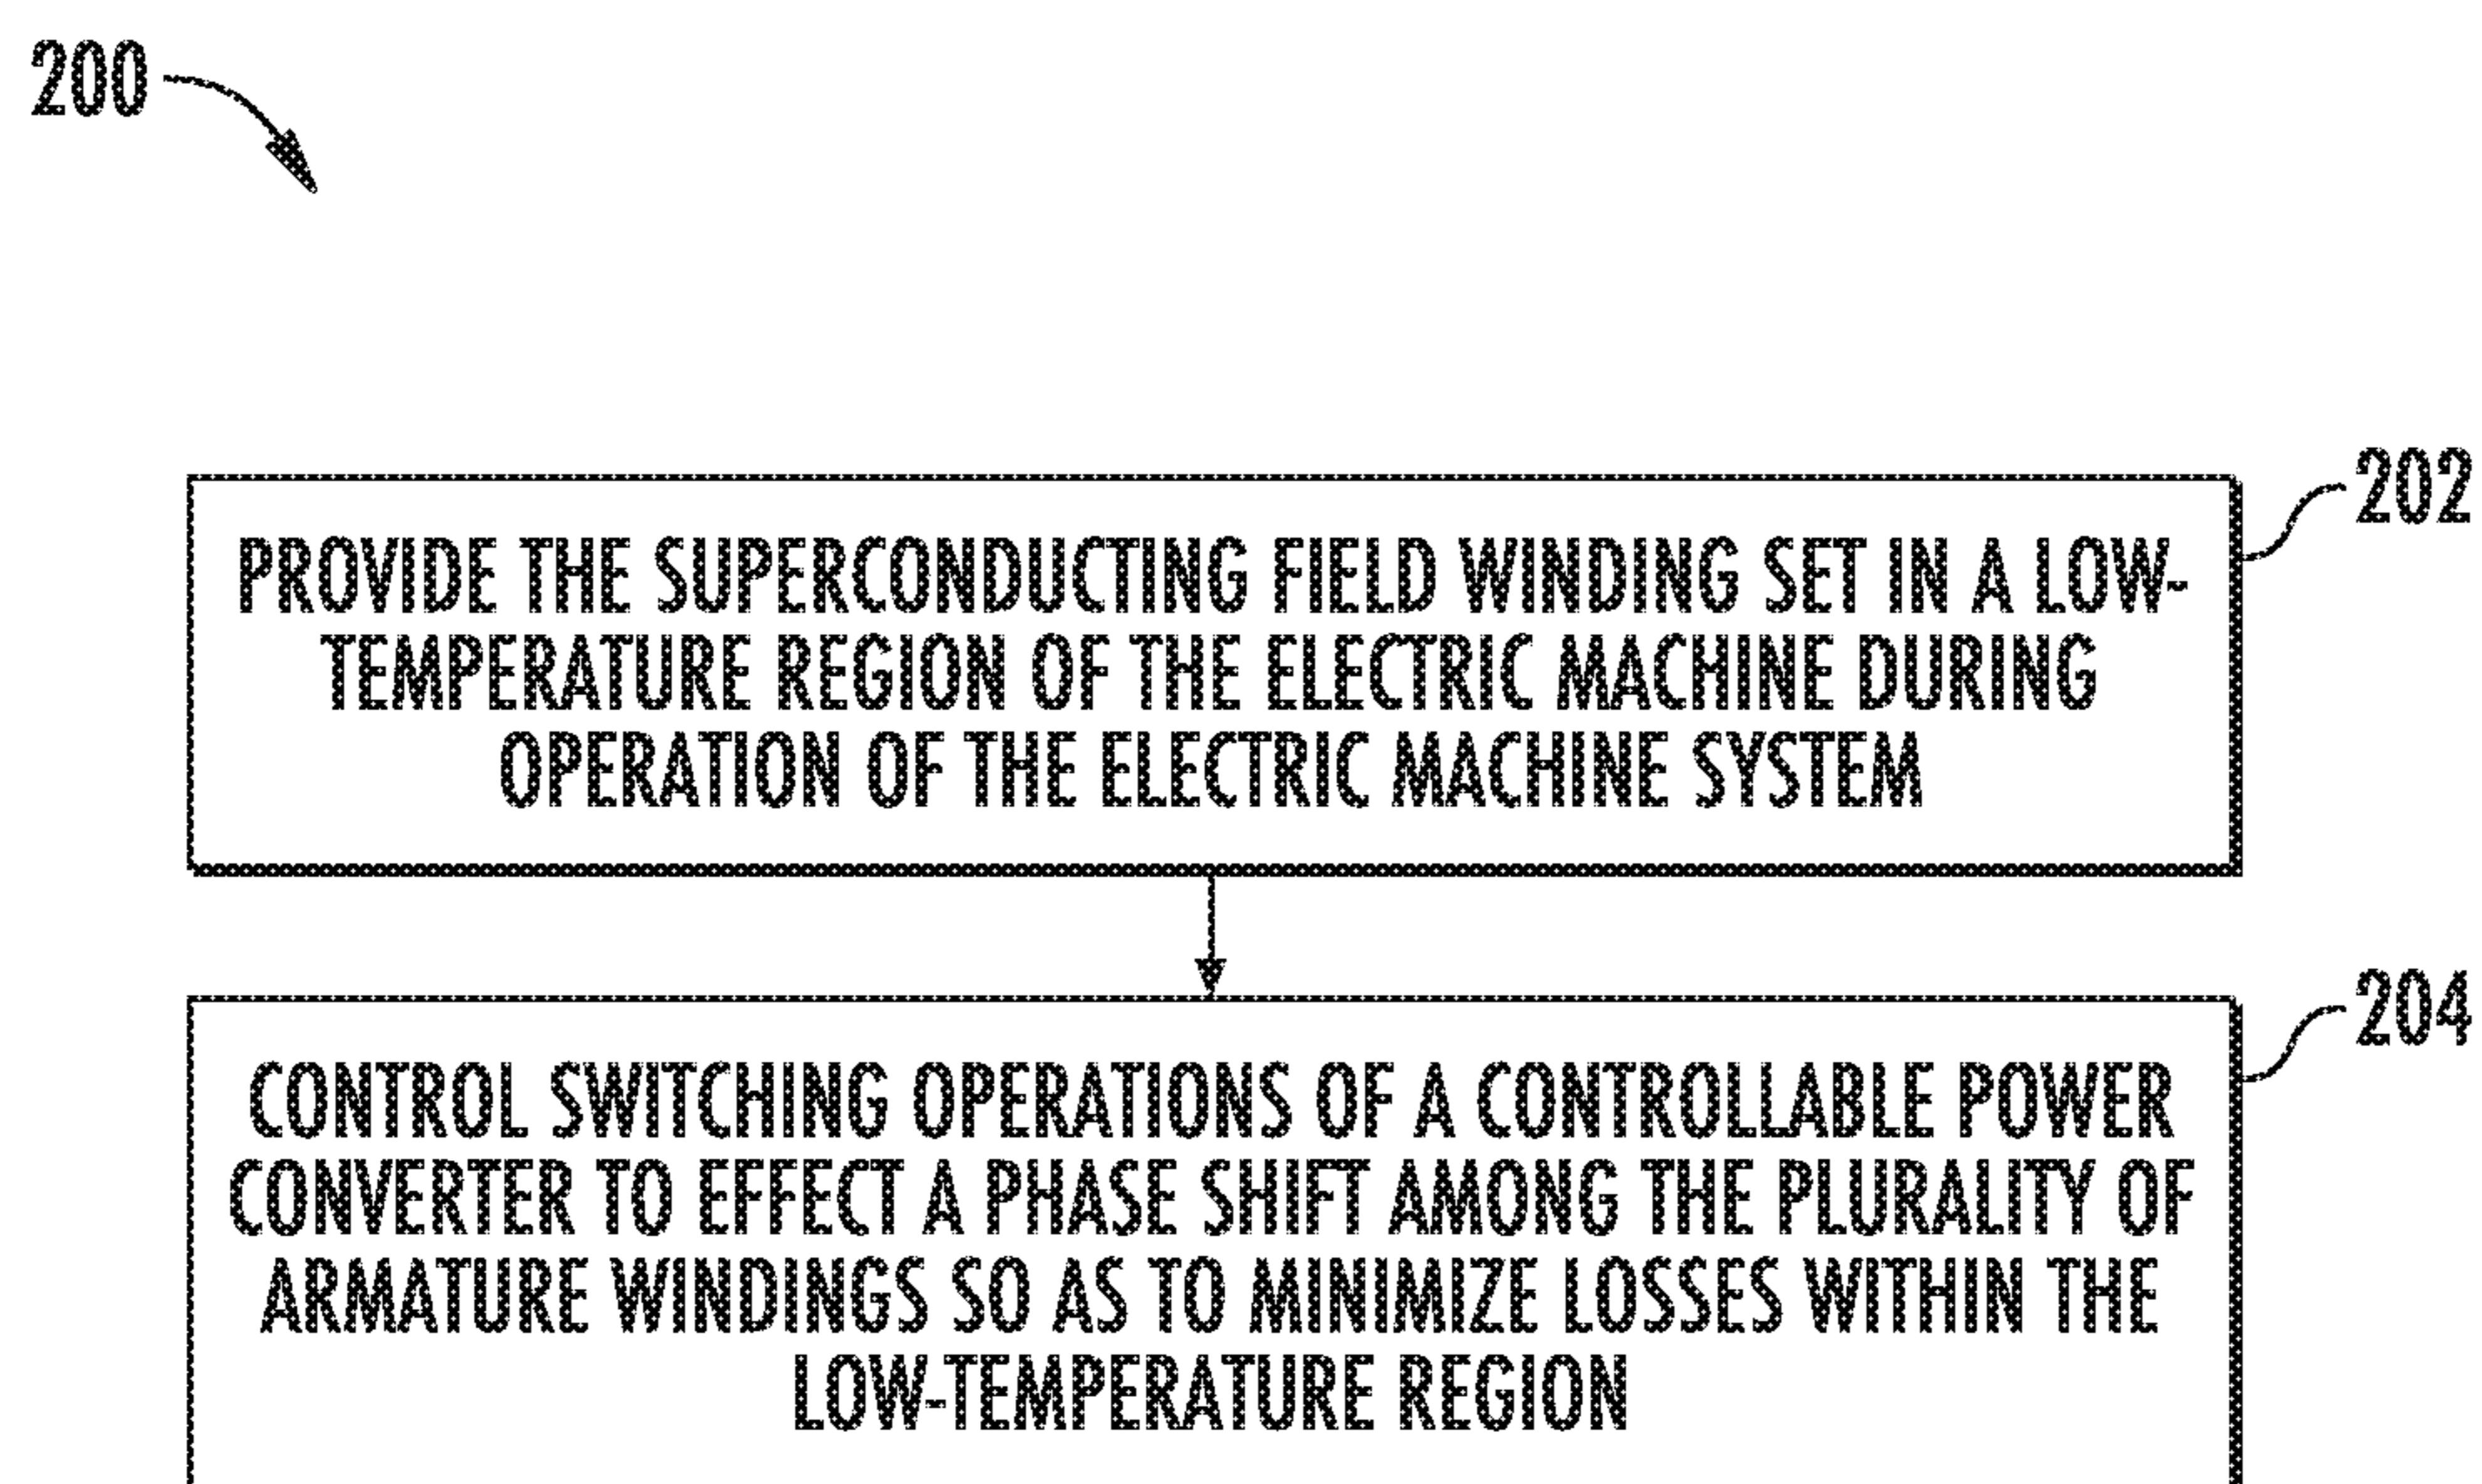 200
202
PROVIDE THE SUPERCONDUCTING FIELD WINDING SET IN A LOW-
TEMPERATURE REGION OF THE ELECTRIC MACHINE DURING
OPERATION OF THE ELECTRIC MACHINE SYSTEM
204
CONTROL SWITCHING OPERATIONS OF A CONTROLLABLE POWER
CONVERTER TO EFFECT A PHASE SHIFT AMONG THE PLURALITY OF
ARMATURE WINDINGS SO AS TO MINIMIZE LOSSES WITHIN THE
LOW-TEMPERATURE REGION